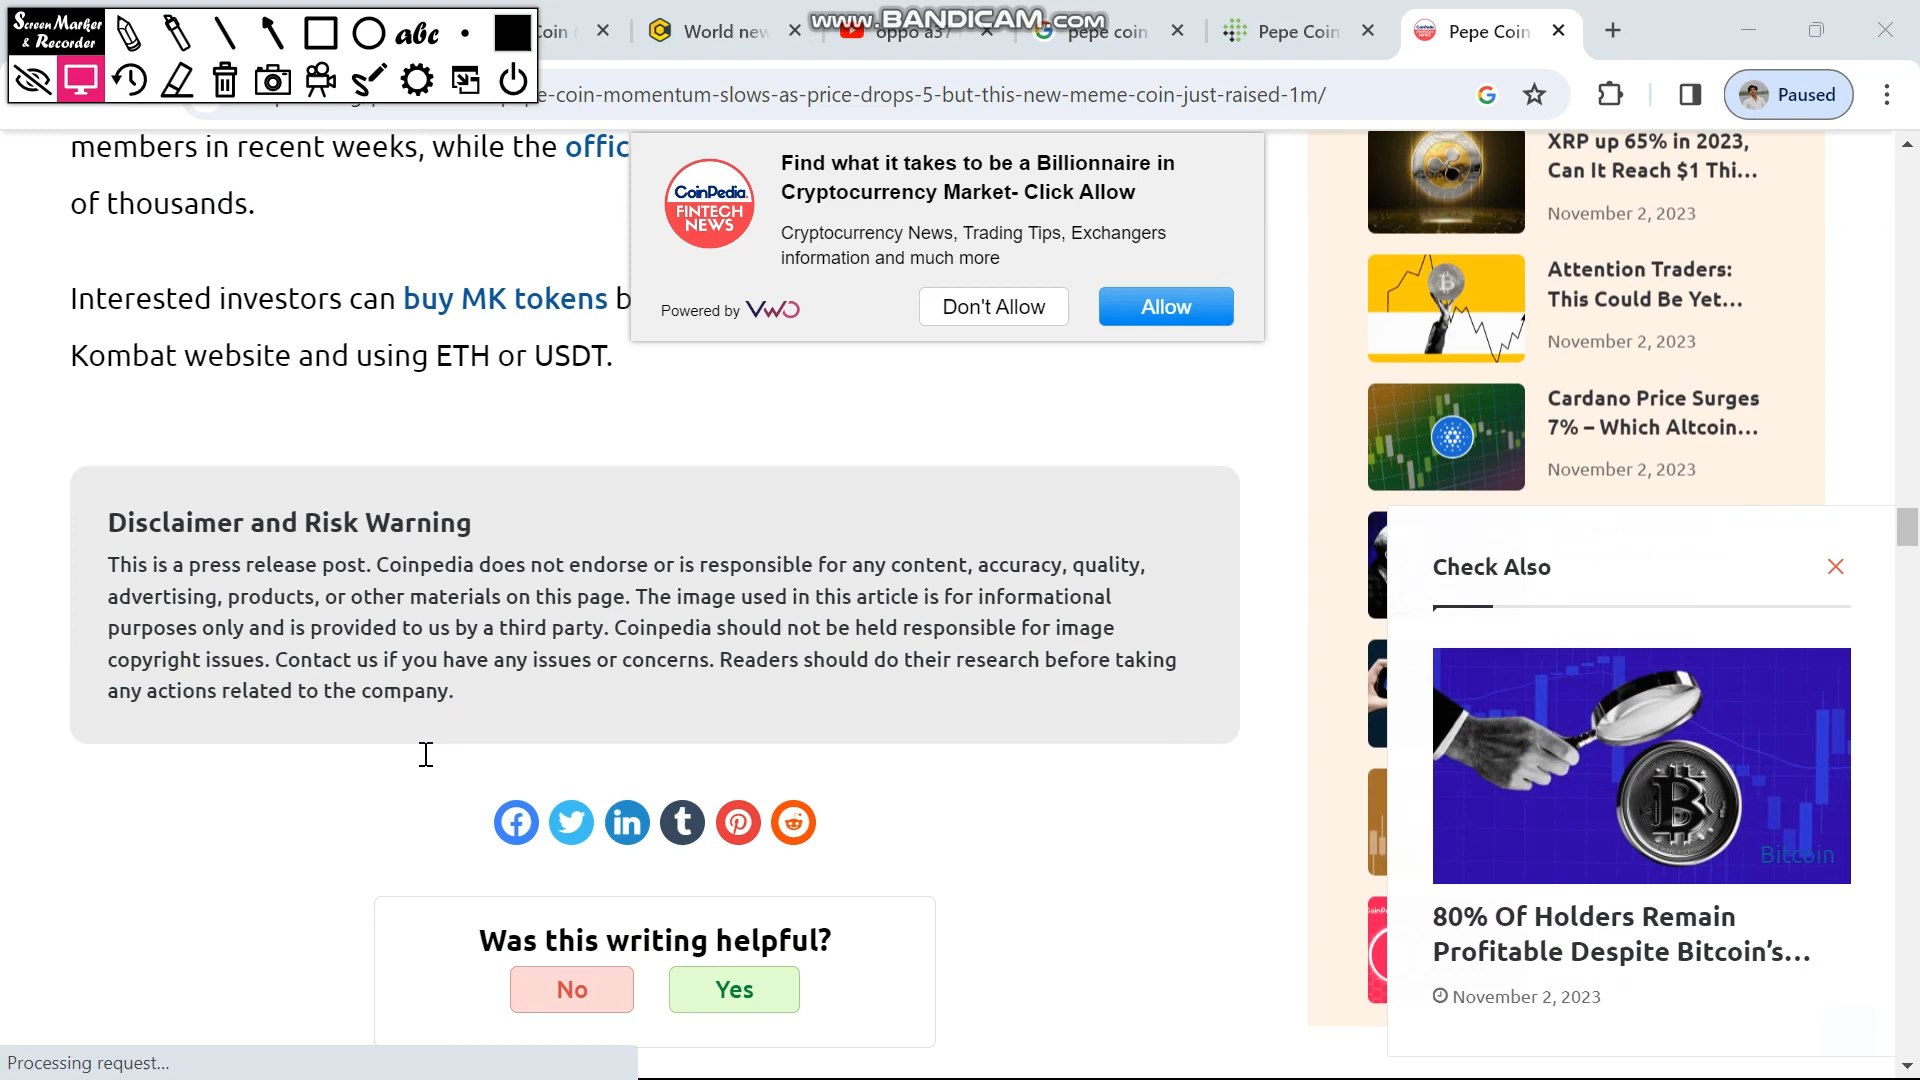 Screen Marker
& Recorder
abc
oin
World nev
oppo a37
pepe coin
Pepe Coin
Pepe Coin
www.BANDICAM.com
e-coin-momentum-slows-as-price-drops-5-but-this-new-meme-coin-just-raised-1m/
Paused
members in recent weeks, while the offic
of thousands.
Interested investors can buy MK tokens b
Kombat website and using ETH or USDT.
CoinPedia
FINTECH
NEWS
Find what it takes to be a Billionnaire in
Cryptocurrency Market- Click Allow
Cryptocurrency News, Trading Tips, Exchangers
information and much more
Powered by VWO
Don't Allow
Allow
Disclaimer and Risk Warning
This is a press release post. Coinpedia does not endorse or is responsible for any content, accuracy, quality,
advertising, products, or other materials on this page. The image used in this article is for informational
purposes only and is provided to us by a third party. Coinpedia should not be held responsible for image
copyright issues. Contact us if you have any issues or concerns. Readers should do their research before taking
any actions related to the company.
Was this writing helpful?
No
Yes
Processing request...
XRP up 65% in 2023,
Can It Reach $1 Thi...
November 2, 2023
Attention Traders:
This Could Be Yet...
November 2, 2023
Cardano Price Surges
7% – Which Altcoin...
November 2, 2023
Check Also
Bitcoin
80% Of Holders Remain
Profitable Despite Bitcoin’s...
November 2, 2023